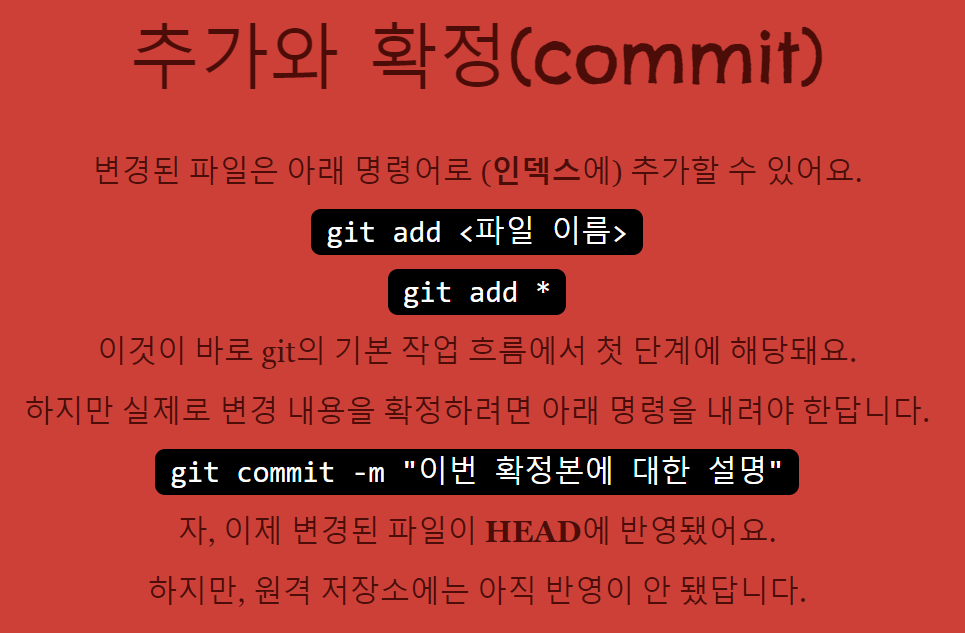 추가와 확정(commit)
변경된 파일은 아래 명령어로 (인덱스에) 추가할 수 있어요.
git add <파일 이름>
git add *
이것이 바로 git의 기본 작업 흐름에서 첫 단계에 해당돼요.
하지만 실제로 변경 내용을 확정하려면 아래 명령을 내려야 한답니다.
git commit -m "이번 확정본에 대한 설명"
자, 이제 변경된 파일이 HEAD에 반영됐어요.
하지만, 원격 저장소에는 아직 반영이 안 됐답니다.